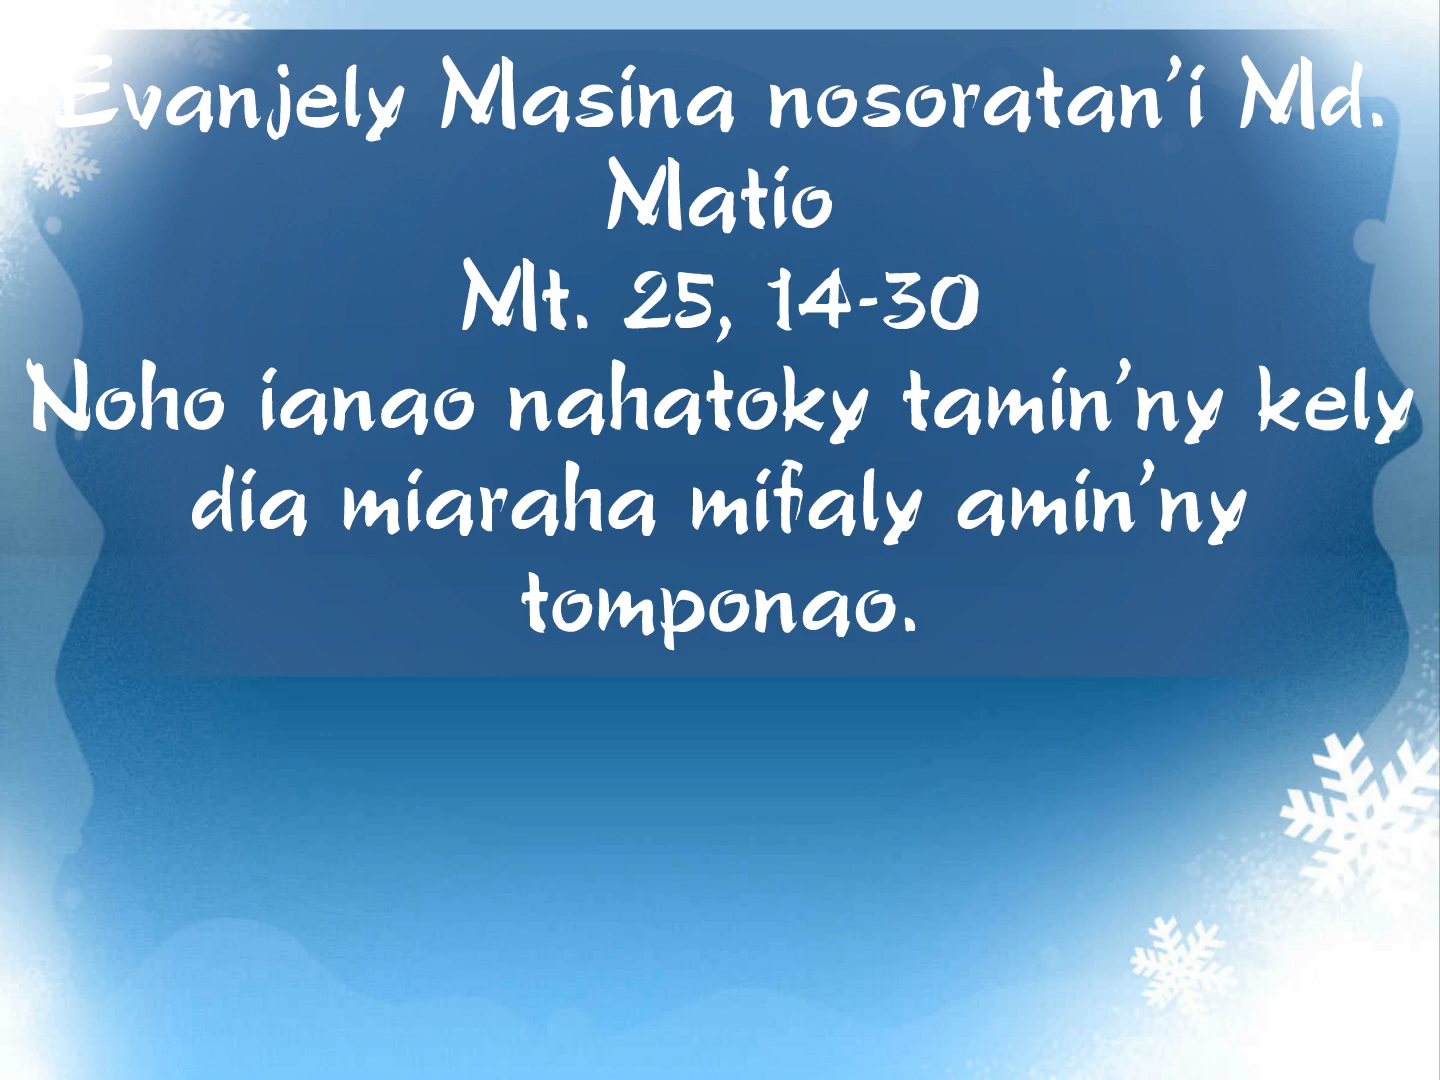 Evanjely Masina nosoratan'i Md.
Matio
Mt. 25, 14-30
Noho ianao nahatoky tamin'ny kely
dia miaraha mifaly amin'ny
tomponao.